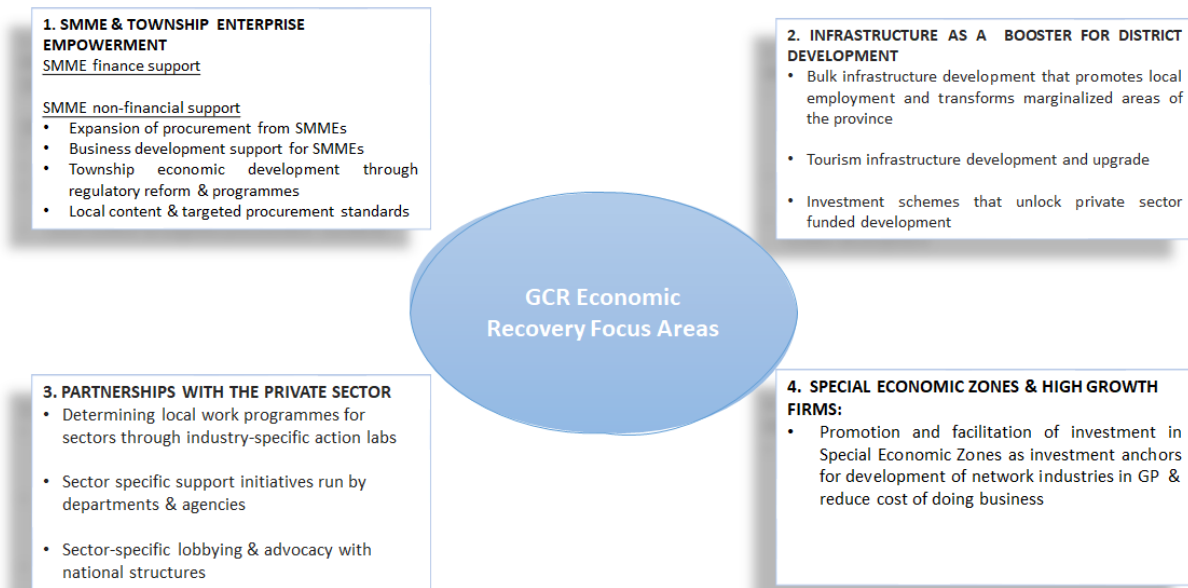 1. SMME & TOWNSHIP ENTERPRISE
EMPOWERMENT
SMME finance support
SMME non-financial support
• Expansion of procurement from SMMEs
• Business development support for SMMEs
• Township economic development through
regulatory reform & programmes
• Local content & targeted procurement standards
2. INFRASTRUCTURE AS A BOOSTER FOR DISTRICT
DEVELOPMENT
• Bulk infrastructure development that promotes local
employment and transforms marginalized areas of
the province
• Tourism infrastructure development and upgrade
• Investment schemes that unlock private sector
funded development
GCR Economic
Recovery Focus Areas
3. PARTNERSHIPS WITH THE PRIVATE SECTOR
• Determining local work programmes for
sectors through industry-specific action labs
• Sector specific support initiatives run by
departments & agencies
• Sector-specific lobbying & advocacy with
national structures
4. SPECIAL ECONOMIC ZONES & HIGH GROWTH
FIRMS:
• Promotion and facilitation of investment in
Special Economic Zones as investment anchors
for development of network industries in GP &
reduce cost of doing business